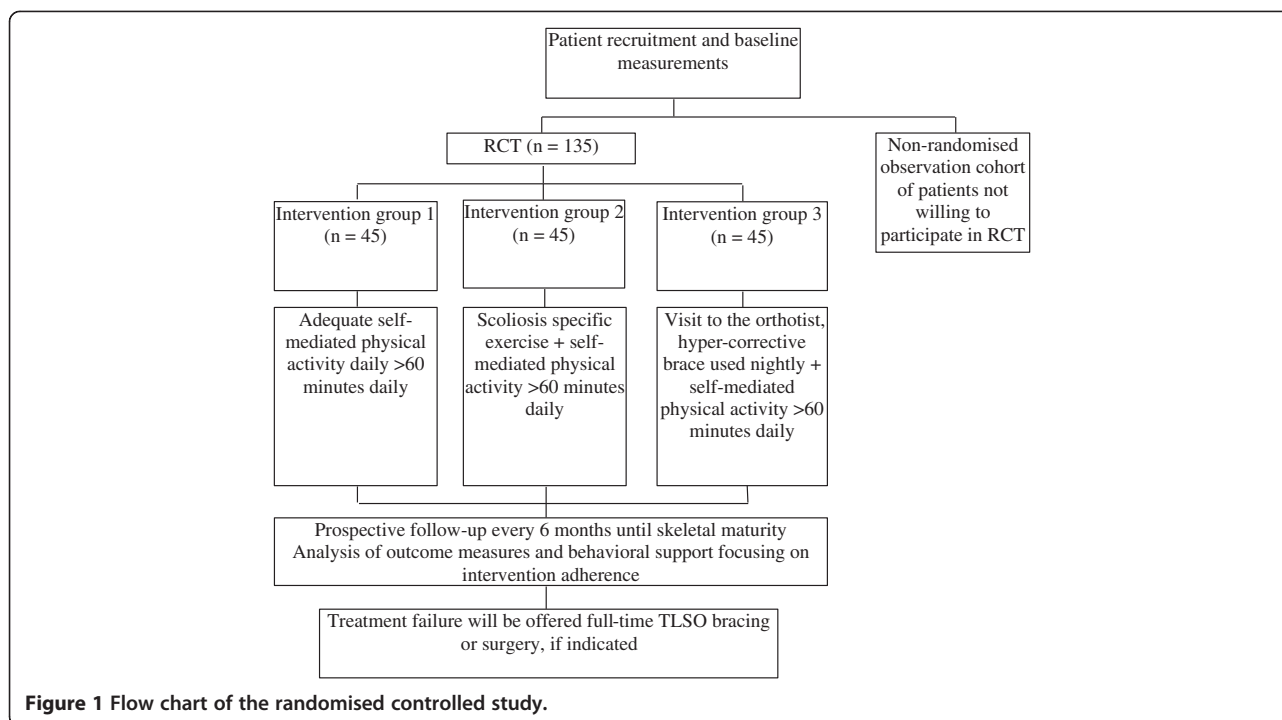 Patient recruitment and baseline
measurements
RCT (n = 135)
Non-randomised
observation cohort
of patients not
willing to
participate in RCT
Intervention group 1
(n = 45)
Intervention group 2
(n = 45)
Intervention group 3
(n = 45)
Adequate self-
mediated physical
activity daily >60
minutes daily
Scoliosis specific
exercise + self-
mediated physical
activity >60 minutes
daily
Visit to the orthotist,
hyper-corrective
brace used nightly +
self-mediated
physical activity >60
minutes daily
Prospective follow-up every 6 months until skeletal maturity
Analysis of outcome measures and behavioral support focusing on
intervention adherence
Treatment failure will be offered full-time TLSO bracing
or surgery, if indicated
Figure 1 Flow chart of the randomised controlled study.